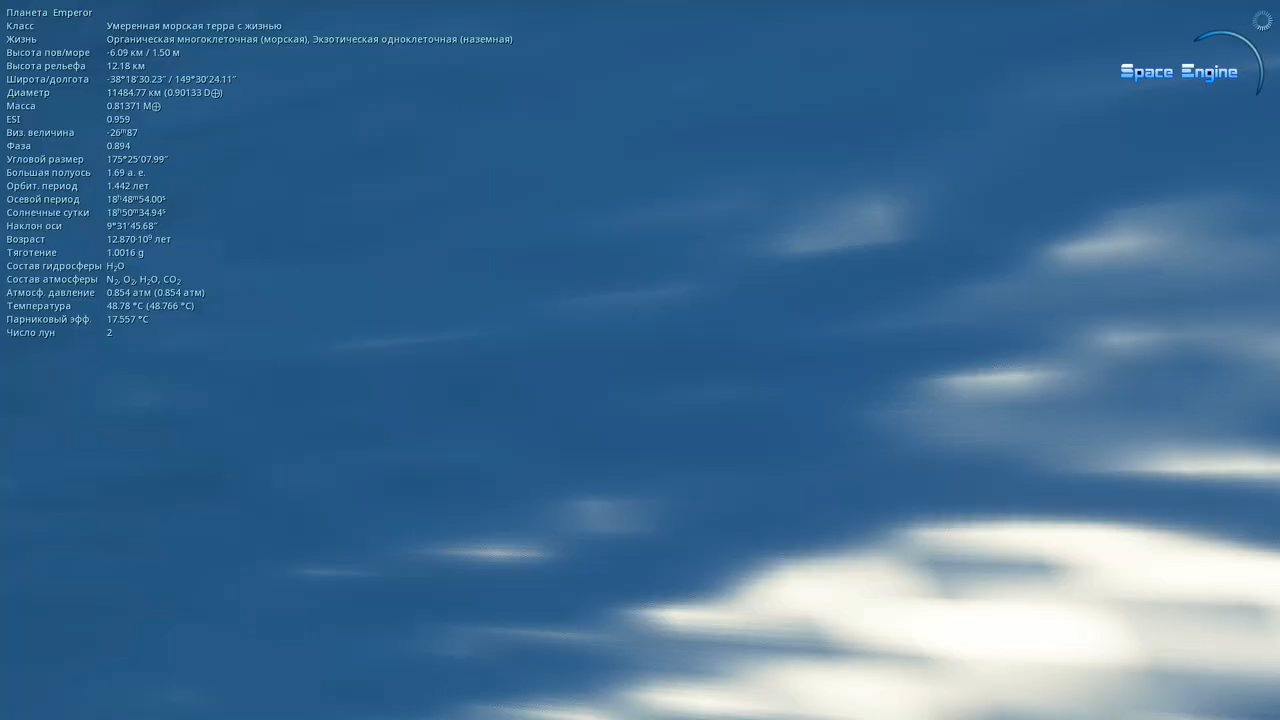 Планета Emperor
Класс Умеренная морская терра с жизнью
Жизнь Органическая многоклеточная (морская), Экзотическая одноклеточная (наземная)
Высота пов/море -6.09 км / 1.50 м
Высота рельефа 12.18 км
Широта/долгота -38°18'30.23" / 149°30'24.11"
Диаметр 11484.77 км (0.90133 D⊕)
Масса 0.81371 M⊕
ESI 0.959
Виз. величина -26ᵐ87
Фаза 0.894
Угловой размер 175°25'07.99"
Большая полуось 1.69 а. е.
Орбит. период 1.442 лет
Осевой период 18ʰ48ᵐ54.00ˢ
Солнечные сутки 18ʰ50ᵐ34.94ˢ
Наклон оси 9°31'45.68"
Возраст 12.870·10⁹ лет
Тяготение 1.0016 g
Состав гидросферы H₂O
Состав атмосферы N₂, O₂, H₂O, CO₂
Атмосф. давление 0.854 атм (0.854 атм)
Температура 48.78 °C (48.766 °C)
Парниковый эфф. 17.557 °C
Число лун 2
Space Engine